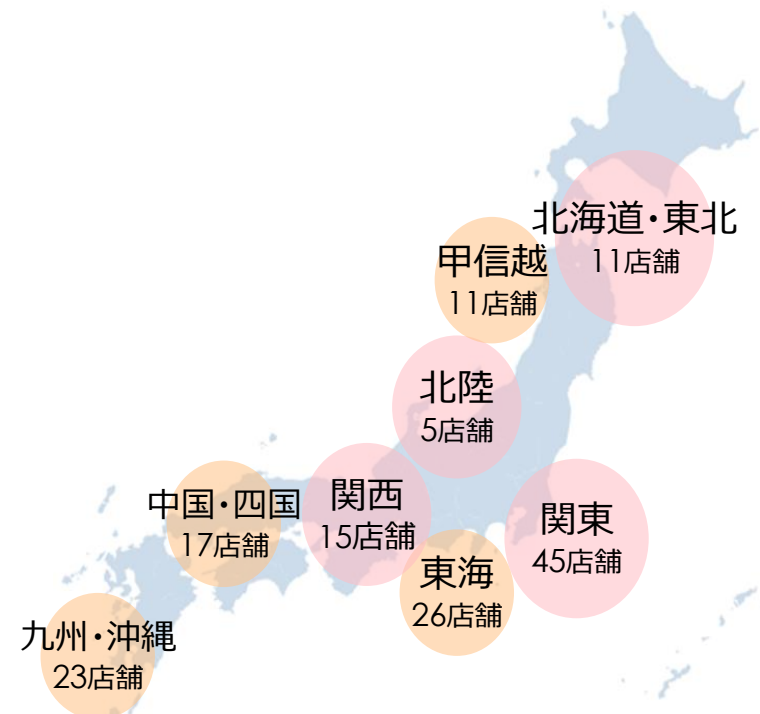 北海道・東北
11店舗
甲信越
11店舗
北陸
5店舗
関西
15店舗
中国・四国
17店舗
関東
45店舗
東海
26店舗
九州・沖縄
23店舗